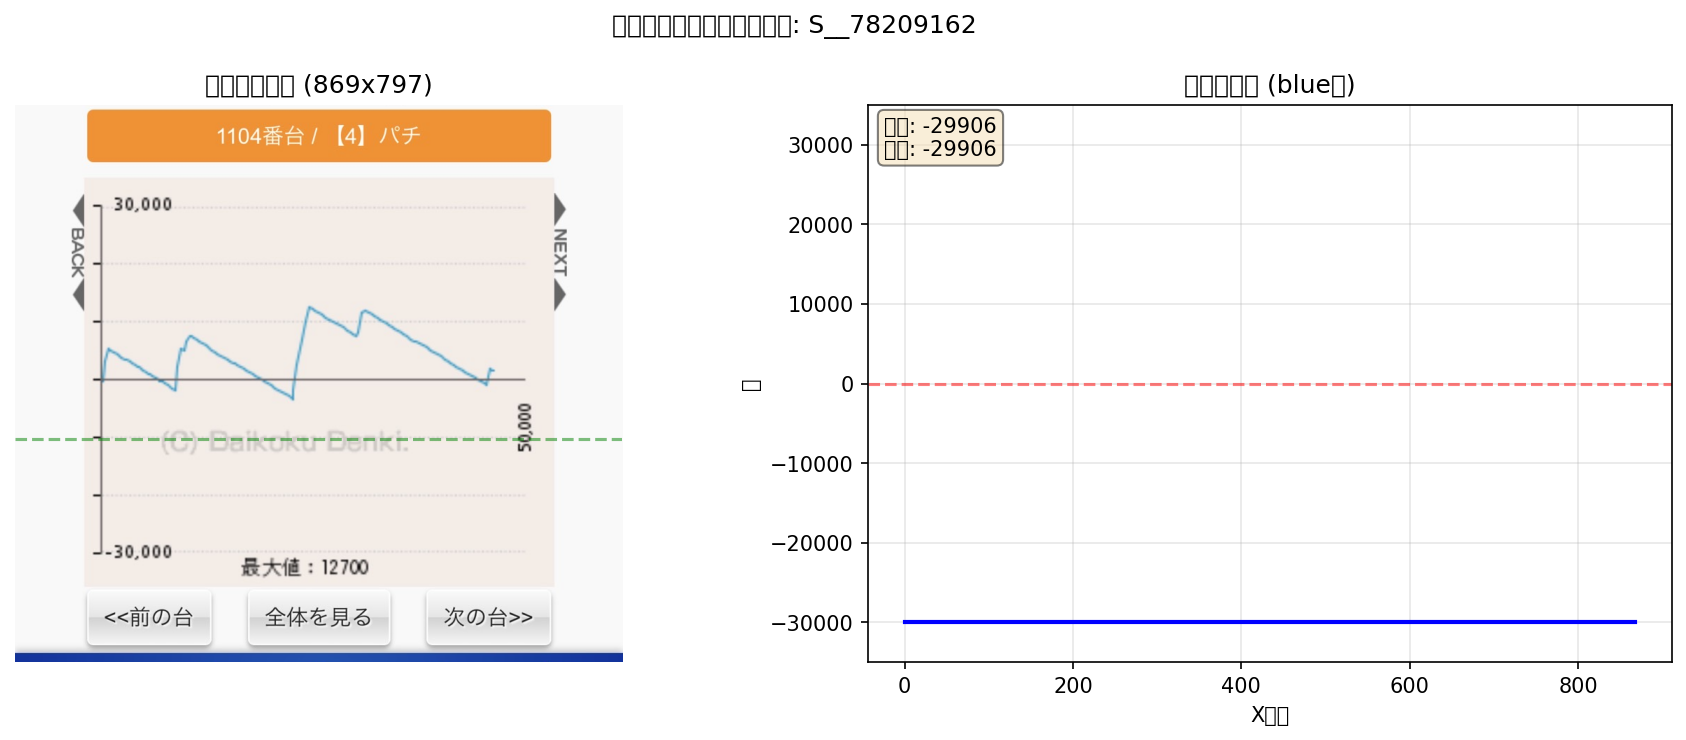 : S__78209162
(869x797)
1104番台 / 【4】パチ
30,000
BACK
NEXT
50,000
(C) Daikoku Denki.
-30,000
最大値：12700
<<前の台
全体を見る
次の台>>
(blue)
: -29906
: -29906
30000
20000
10000
0
−10000
−20000
−30000
0 200 400 600 800
X